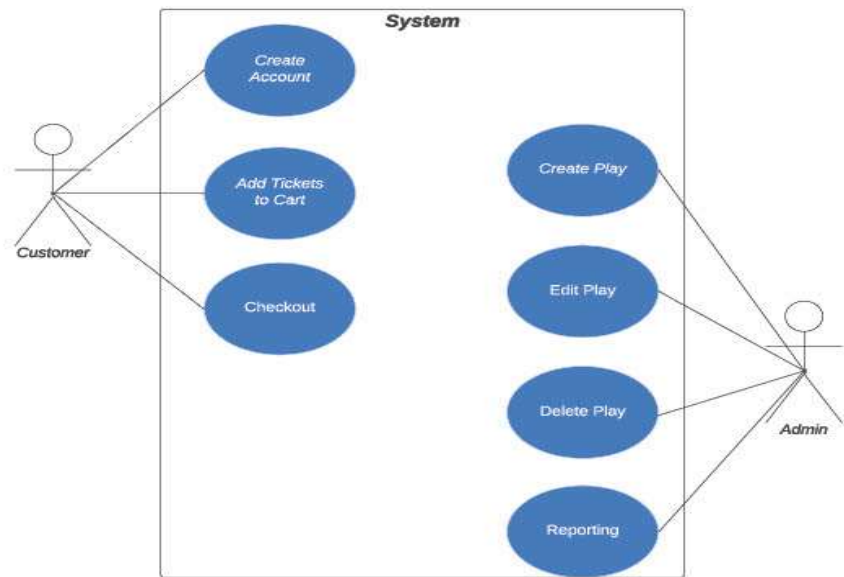 System
Create
Account
Add Tickets
to Cart
Checkout
Customer
Create Play
Edit Play
Delete Play
Reporting
Admin